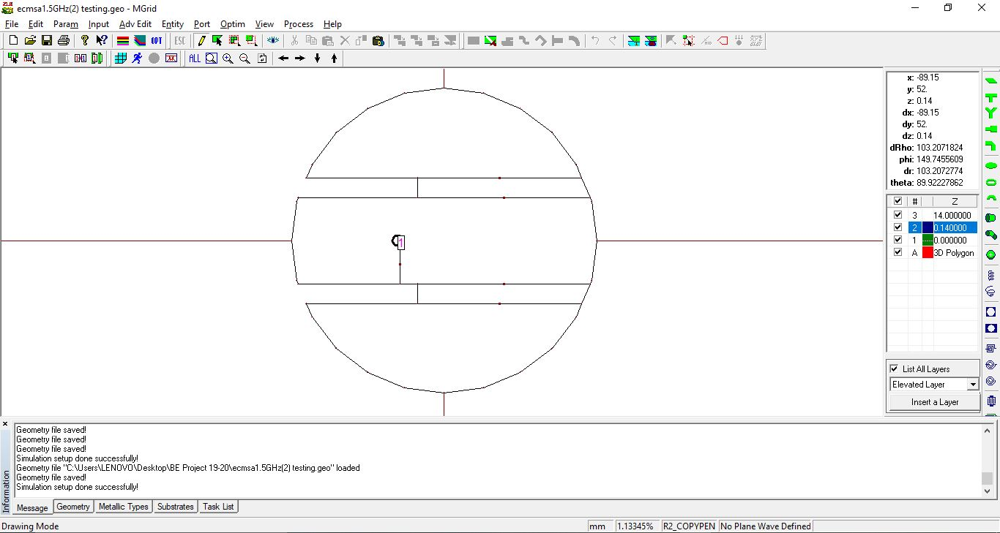 ecmsa1.5GHz(2) testing.geo - MGrid
File Edit Param Input Adv Edit Entity Port Optim View Process Help
OPT ESC
ALL
x: -89.15
y: 52.
z: 0.14
dx: -89.15
dy: 52.
dz: 0.14
dRho: 103.2071824
phi: 149.7455609
dr: 103.2072774
theta: 89.92227862
# Z
3 14.000000
2 0.140000
1 0.000000
A 3D Polygon
1
List All Layers
Elevated Layer
Insert a Layer
Information
Geometry file saved!
Geometry file saved!
Geometry file saved!
Simulation setup done successfully!
Geometry file "C:\Users\LENOVO\Desktop\BE Project 19-20\ecmsa1.5GHz(2) testing.geo" loaded
Geometry file saved!
Simulation setup done successfully!
Message Geometry Metallic Types Substrates Task List
Drawing Mode mm 1.13345% R2_COPYPEN No Plane Wave Defined